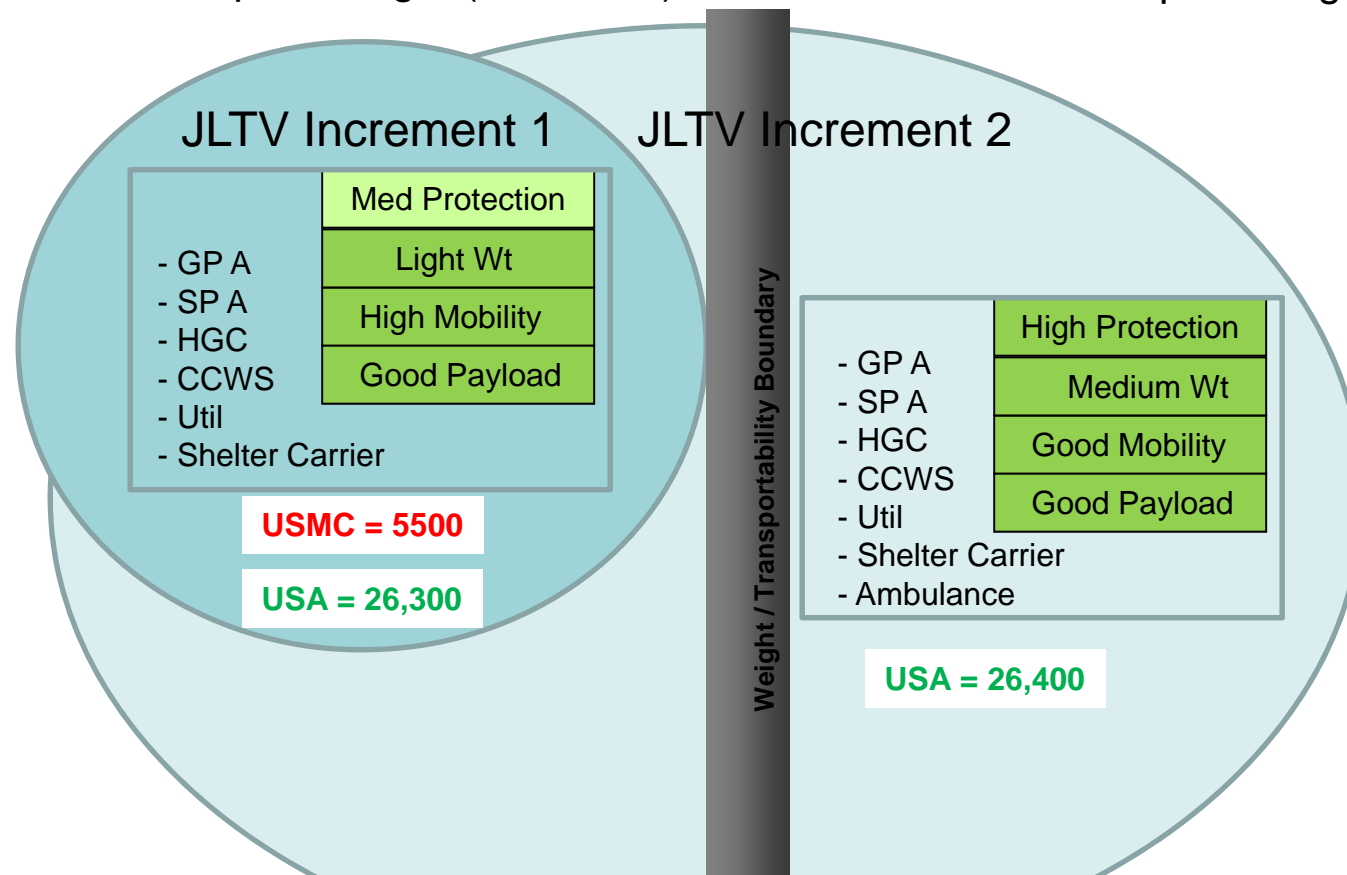 JLTV Increment 1
JLTV Increment 2
Med Protection
Light Wt
High Mobility
Good Payload
- GP A
- SP A
- HGC
- CCWS
- Util
- Shelter Carrier
USMC = 5500
USA = 26,300
Weight / Transportability Boundary
High Protection
Medium Wt
Good Mobility
Good Payload
- GP A
- SP A
- HGC
- CCWS
- Util
- Shelter Carrier
- Ambulance
USA = 26,400